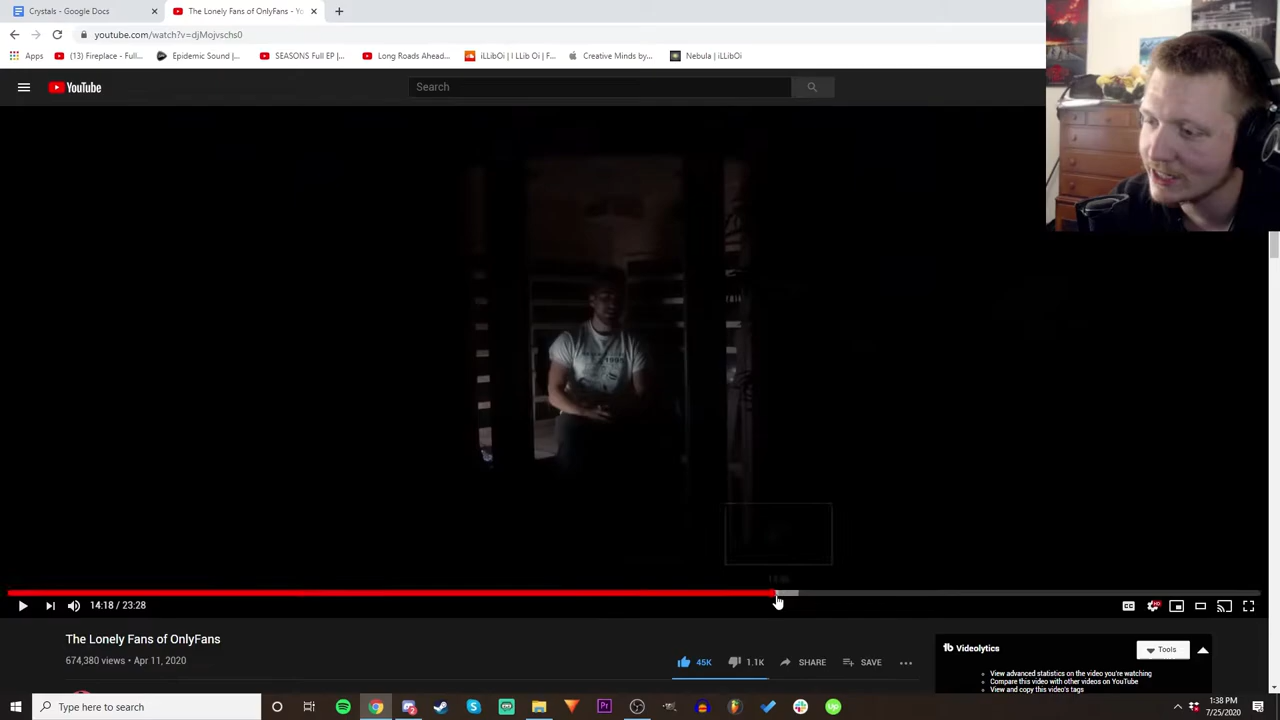 Crystals - Google Docs
The Lonely Fans of OnlyFans - Yo
youtube.com/watch?v=djMojvschs0
Apps
(13) Fireplace - Full...
Epidemic Sound |...
SEASONS Full EP |...
Long Roads Ahead...
iLLibOi | I LLib Oi | F...
Creative Minds by...
Nebula | iLLibOi
YouTube
Search
14:18 / 23:28
CC
HD
The Lonely Fans of OnlyFans
674,380 views • Apr 11, 2020
45K
1.1K
SHARE
SAVE
Videolytics
Tools
View advanced statistics on the video you're watching
Compare this video with other videos on YouTube
View and copy this video's tags
Type here to search
Pr
Up
1:38 PM
7/25/2020